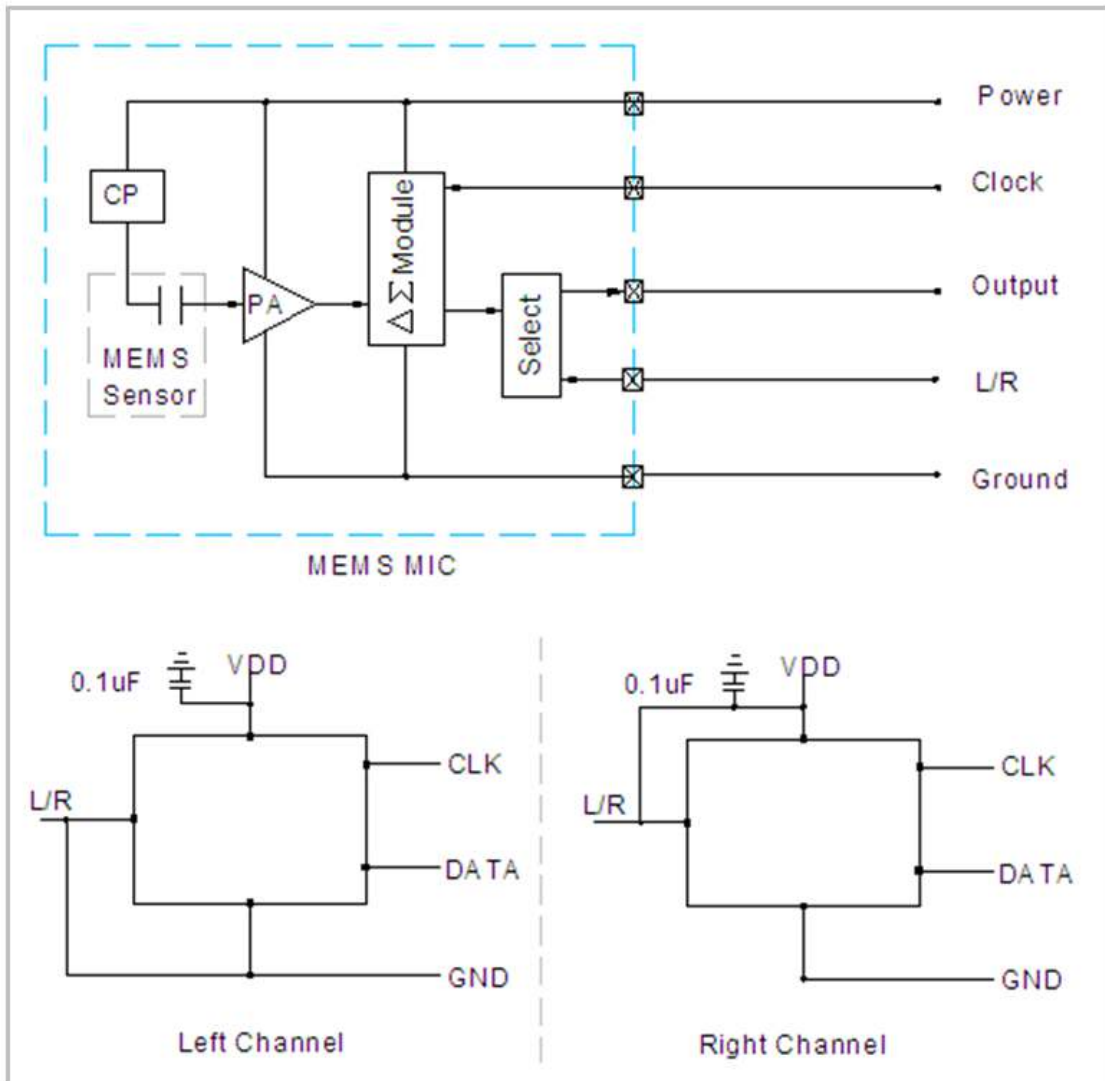 Power
CP
Clock
ΔΣ Module
PA
Output
Select
MEMS
Sensor
L/R
Ground
MEMS MIC
0.1uF
VDD
CLK
L/R
DATA
GND
Left Channel
0.1uF
VDD
CLK
L/R
DATA
GND
Right Channel